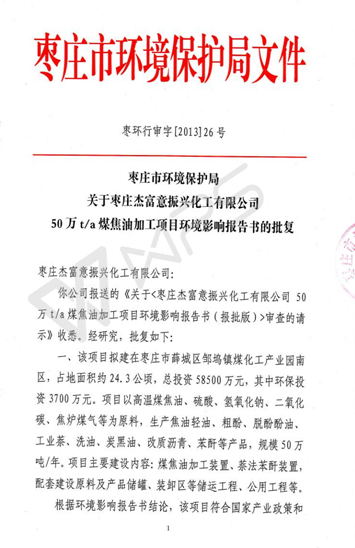 枣庄市环境保护局文件
枣环行审字[2013]26号
枣庄市环境保护局
关于枣庄杰富意振兴化工有限公司
50万t/a煤焦油加工项目环境影响报告书的批复
枣庄杰富意振兴化工有限公司：
你公司报送的《关于<枣庄杰富意振兴化工有限公司 50
万t/a煤焦油加工项目环境影响报告书（报批版）>审查的请
示》收悉。经研究，批复如下：
一、该项目拟建在枣庄市薛城区邹坞镇煤化工产业园南
区，占地面积约24.3公顷，总投资58500万元，其中环保投
资3700万元。项目以高温煤焦油、硫酸、氢氧化钠、二氧化
碳、焦炉煤气等为原料，生产焦油轻油、粗酚、脱酚酚油、
工业萘、洗油、炭黑油、改质沥青、苯酐等产品，规模50万
吨/年。项目主要建设内容：煤焦油加工装置、萘法苯酐装置，
配套建设原料及产品储罐、装卸区等储运工程、公用工程等。
根据环境影响报告书结论，该项目符合国家产业政策和
1